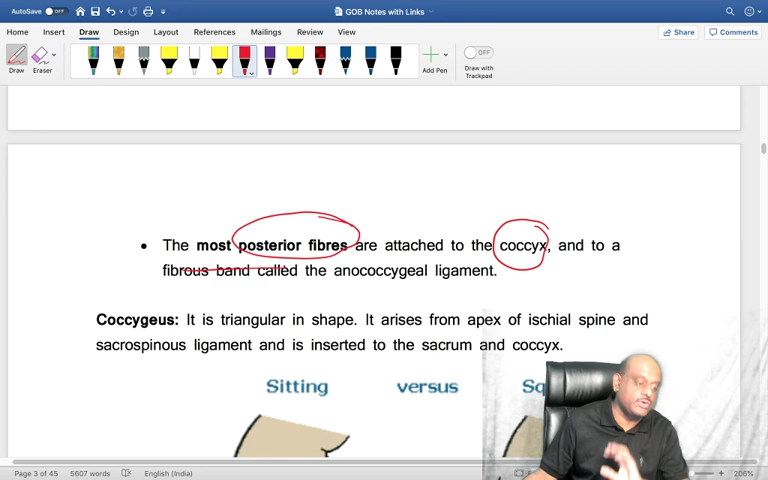 AutoSave OFF GOB Notes with Links
Home Insert Draw Design Layout References Mailings Review View Share Comments
Draw Eraser Add Pen OFF Draw with Trackpad
• The most posterior fibres are attached to the coccyx, and to a
fibrous band called the anococcygeal ligament.
Coccygeus: It is triangular in shape. It arises from apex of ischial spine and
sacrospinous ligament and is inserted to the sacrum and coccyx.
Sitting versus Sq
Page 3 of 45 5607 words English (India) 206%